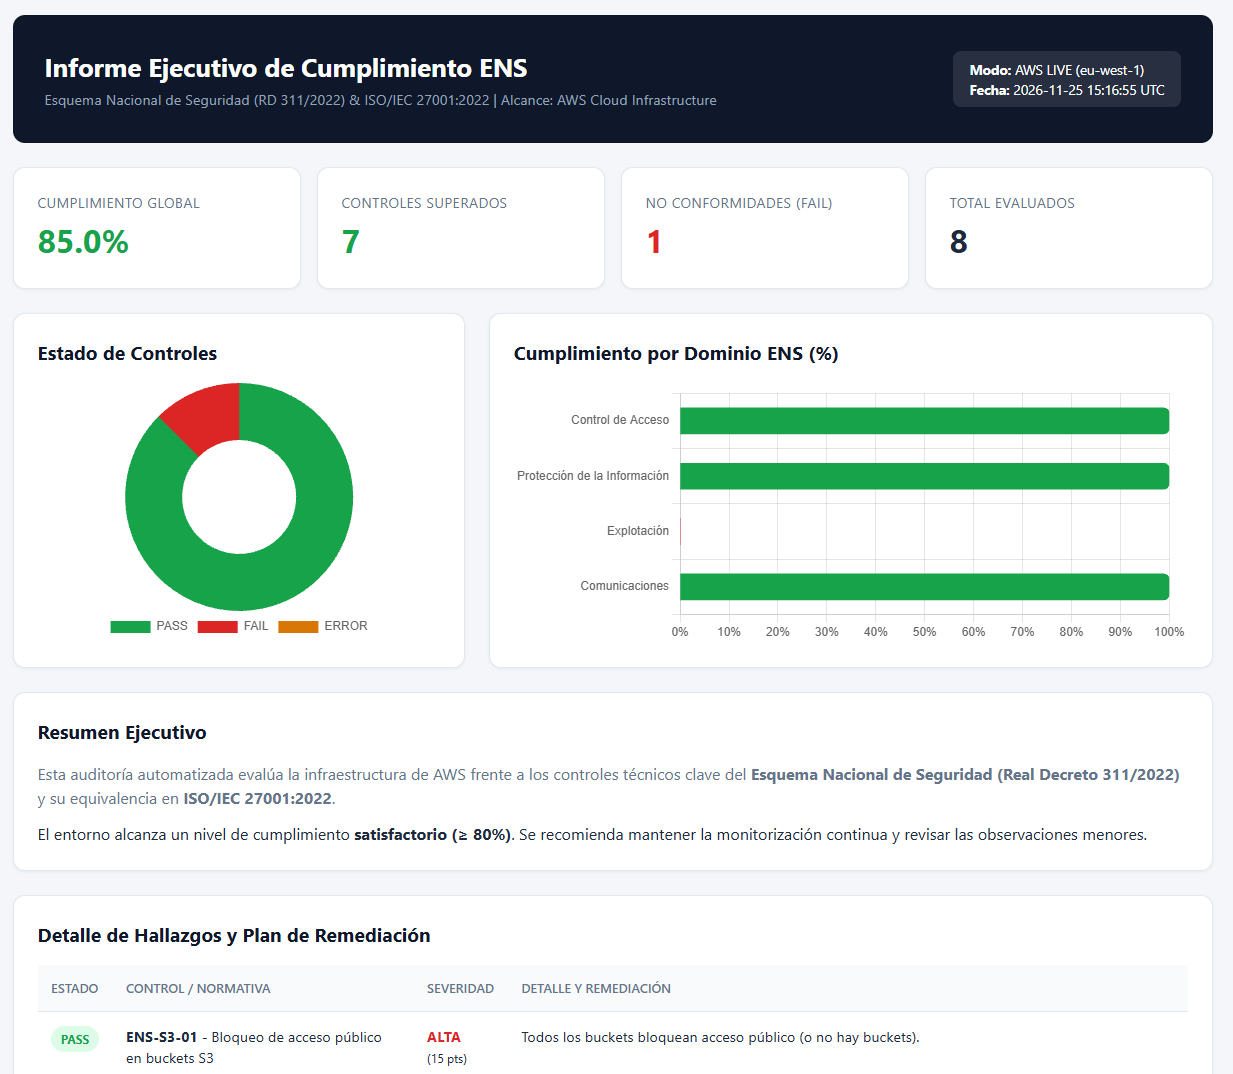 Informe Ejecutivo de Cumplimiento ENS
Esquema Nacional de Seguridad (RD 311/2022) & ISO/IEC 27001:2022 | Alcance: AWS Cloud Infrastructure
Modo: AWS LIVE (eu-west-1)
Fecha: 2026-11-25 15:16:55 UTC
CUMPLIMIENTO GLOBAL
85.0%
CONTROLES SUPERADOS
7
NO CONFORMIDADES (FAIL)
1
TOTAL EVALUADOS
8
Estado de Controles
PASS FAIL ERROR
Cumplimiento por Dominio ENS (%)
Control de Acceso
Protección de la Información
Explotación
Comunicaciones
0% 10% 20% 30% 40% 50% 60% 70% 80% 90% 100%
Resumen Ejecutivo
Esta auditoría automatizada evalúa la infraestructura de AWS frente a los controles técnicos clave del Esquema Nacional de Seguridad (Real Decreto 311/2022)
y su equivalencia en ISO/IEC 27001:2022.
El entorno alcanza un nivel de cumplimiento satisfactorio (≥ 80%). Se recomienda mantener la monitorización continua y revisar las observaciones menores.
Detalle de Hallazgos y Plan de Remediación
ESTADO CONTROL / NORMATIVA SEVERIDAD DETALLE Y REMEDIACIÓN
PASS ENS-S3-01 - Bloqueo de acceso público ALTA Todos los buckets bloquean acceso público (o no hay buckets).
en buckets S3 (15 pts)